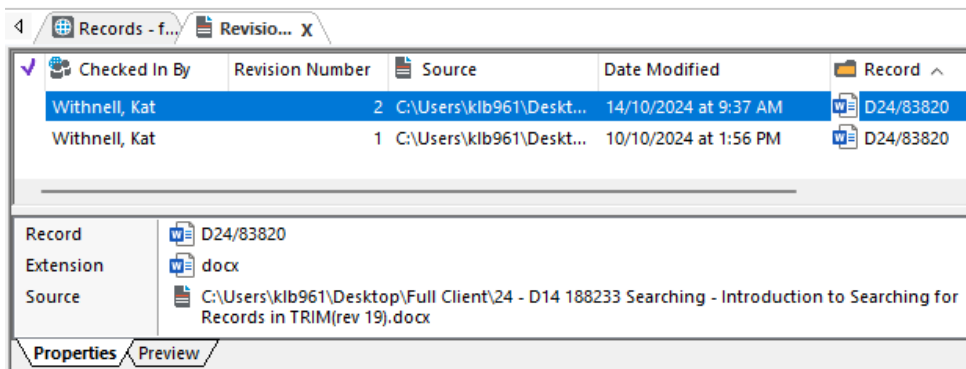 Records - f... Revisio... X
Checked In By Revision Number Source Date Modified Record
Withnell, Kat 2 C:\Users\klb961\Deskt... 14/10/2024 at 9:37 AM D24/83820
Withnell, Kat 1 C:\Users\klb961\Deskt... 10/10/2024 at 1:56 PM D24/83820
Record D24/83820
Extension docx
Source C:\Users\klb961\Desktop\Full Client\24 - D14 188233 Searching - Introduction to Searching for
Records in TRIM(rev 19).docx
Properties Preview